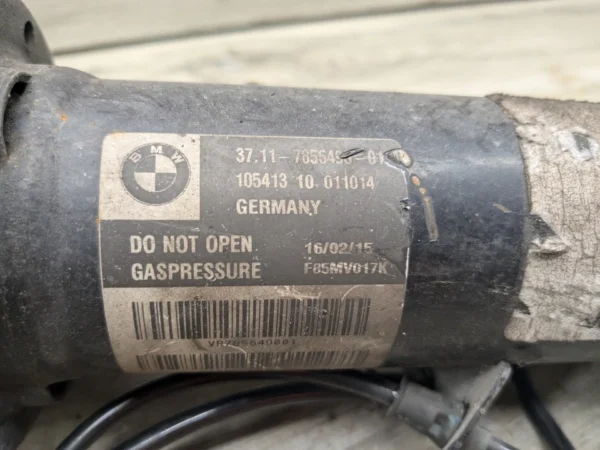 BMW
37.11-
105413 10 011014
GERMANY
DO NOT OPEN 16/02/15
GASPRESSURE F85MV017K